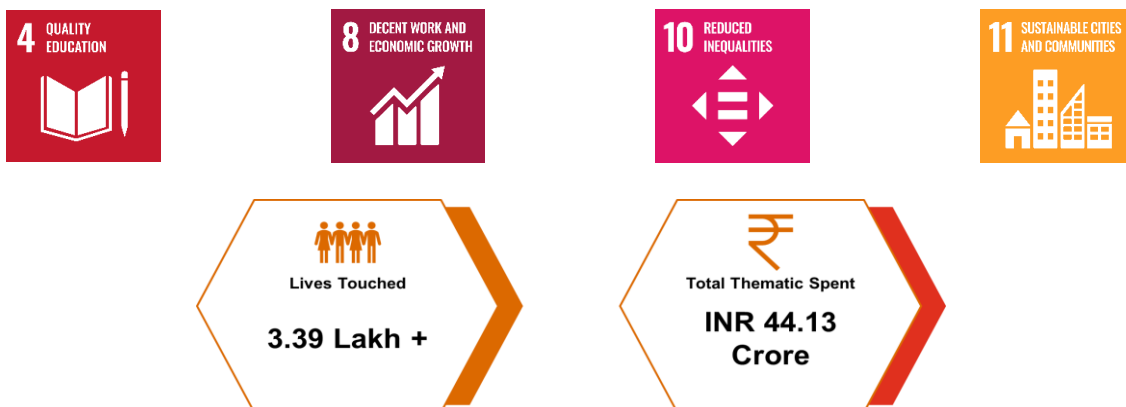 4 QUALITY
EDUCATION
8 DECENT WORK AND
ECONOMIC GROWTH
10 REDUCED
INEQUALITIES
11 SUSTAINABLE CITIES
AND COMMUNITIES
Lives Touched
3.39 Lakh +
₹
Total Thematic Spent
INR 44.13
Crore